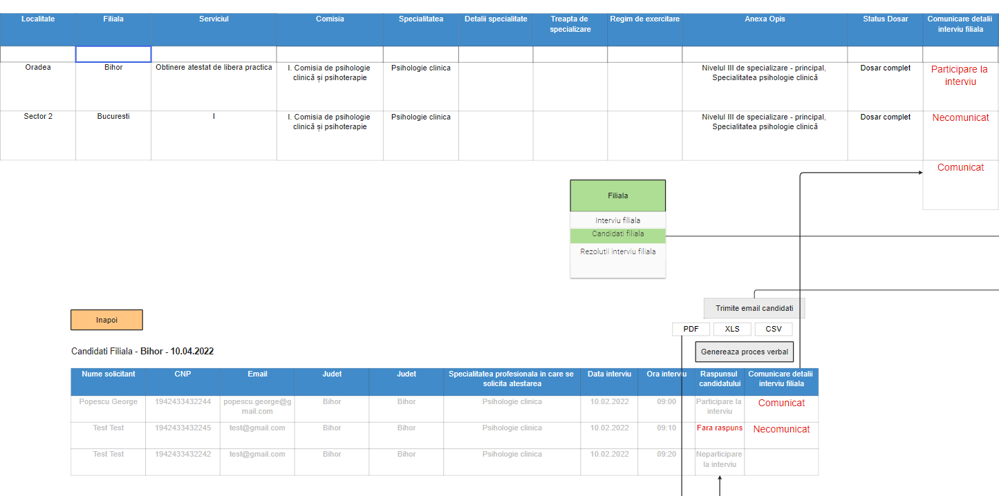 Localitate
Filiala
Serviciul
Comisia
Specialitatea
Detalii specialitate
Treapta de
specializare
Regim de exercitare
Anexa Opis
Status Dosar
Comunicare detalii
interviu filiala
Oradea
Bihor
Obtinere atestat de libera practica
I. Comisia de psihologie
clinică și psihoterapie
Psihologie clinica
Nivelul III de specializare - principal,
Specialitatea psihologie clinică
Dosar complet
Participare la
interviu
Sector 2
Bucuresti
I
I. Comisia de psihologie
clinică și psihoterapie
Psihologie clinica
Nivelul III de specializare - principal,
Specialitatea psihologie clinică
Dosar complet
Necomunicat
Comunicat
Filiala
Interviu filiala
Candidati filiala
Rezolutii interviu filiala
Trimite email candidati
Inapoi
PDF
XLS
CSV
Genereaza proces verbal
Candidati Filiala - Bihor - 10.04.2022
Nume solicitant
CNP
Email
Judet
Judet
Specialitatea profesionala in care se
solicita atestarea
Data interviu
Ora interviu
Raspunsul
candidatului
Comunicare detalii
interviu filiala
Popescu George
1942433432244
popescu.george@g
mail.com
Bihor
Bihor
Psihologie clinica
10.02.2022
09:00
Participare la
interviu
Comunicat
Test Test
1942433432245
test@gmail.com
Bihor
Bihor
Psihologie clinica
10.02.2022
09:10
Fara raspuns
Necomunicat
Test Test
1942433432242
test@gmail.com
Bihor
Bihor
Psihologie clinica
10.02.2022
09:20
Neparticipare
la interviu